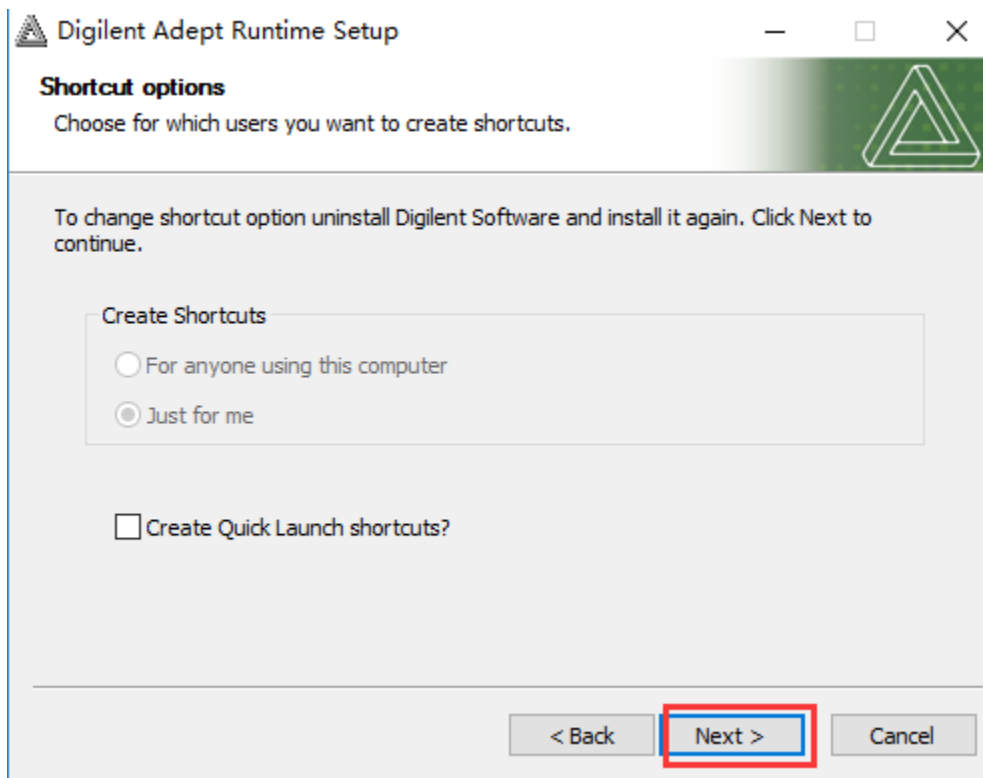 Digilent Adept Runtime Setup
Shortcut options
Choose for which users you want to create shortcuts.
To change shortcut option uninstall Digilent Software and install it again. Click Next to
continue.
Create Shortcuts
For anyone using this computer
Just for me
Create Quick Launch shortcuts?
< Back Next > Cancel